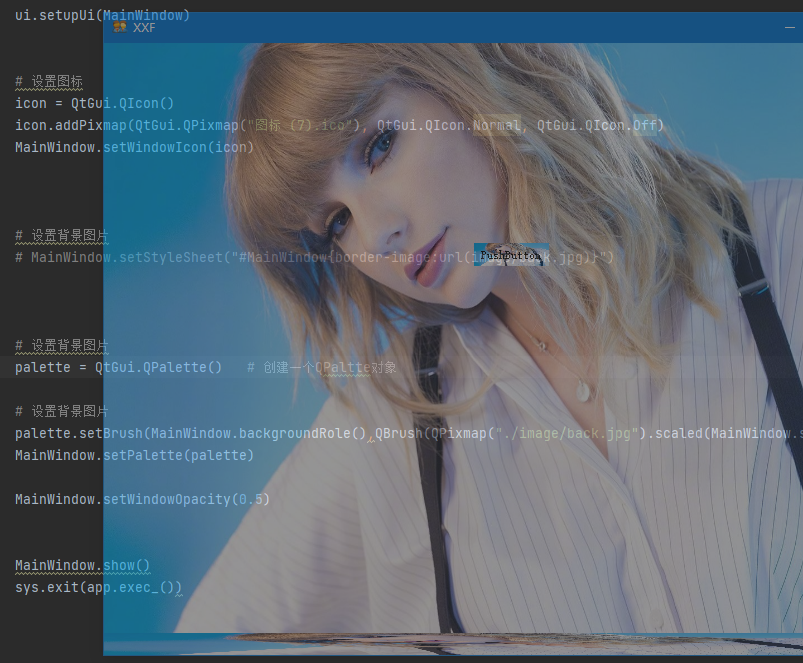 ui.setupUi(MainWindow)
XXF
# 设置图标
icon = QtGui.QIcon()
icon.addPixmap(QtGui.QPixmap("图标 (7).ico"), QtGui.QIcon.Normal, QtGui.QIcon.Off)
MainWindow.setWindowIcon(icon)
# 设置背景图片
# MainWindow.setStyleSheet("#MainWindow{border-image:url(image/back.jpg)}")
PushButton
# 设置背景图片
palette = QtGui.QPalette()   # 创建一个QPaltte对象
# 设置背景图片
palette.setBrush(MainWindow.backgroundRole(),QBrush(QPixmap("./image/back.jpg").scaled(MainWindow.s
MainWindow.setPalette(palette)
MainWindow.setWindowOpacity(0.5)
MainWindow.show()
sys.exit(app.exec_())